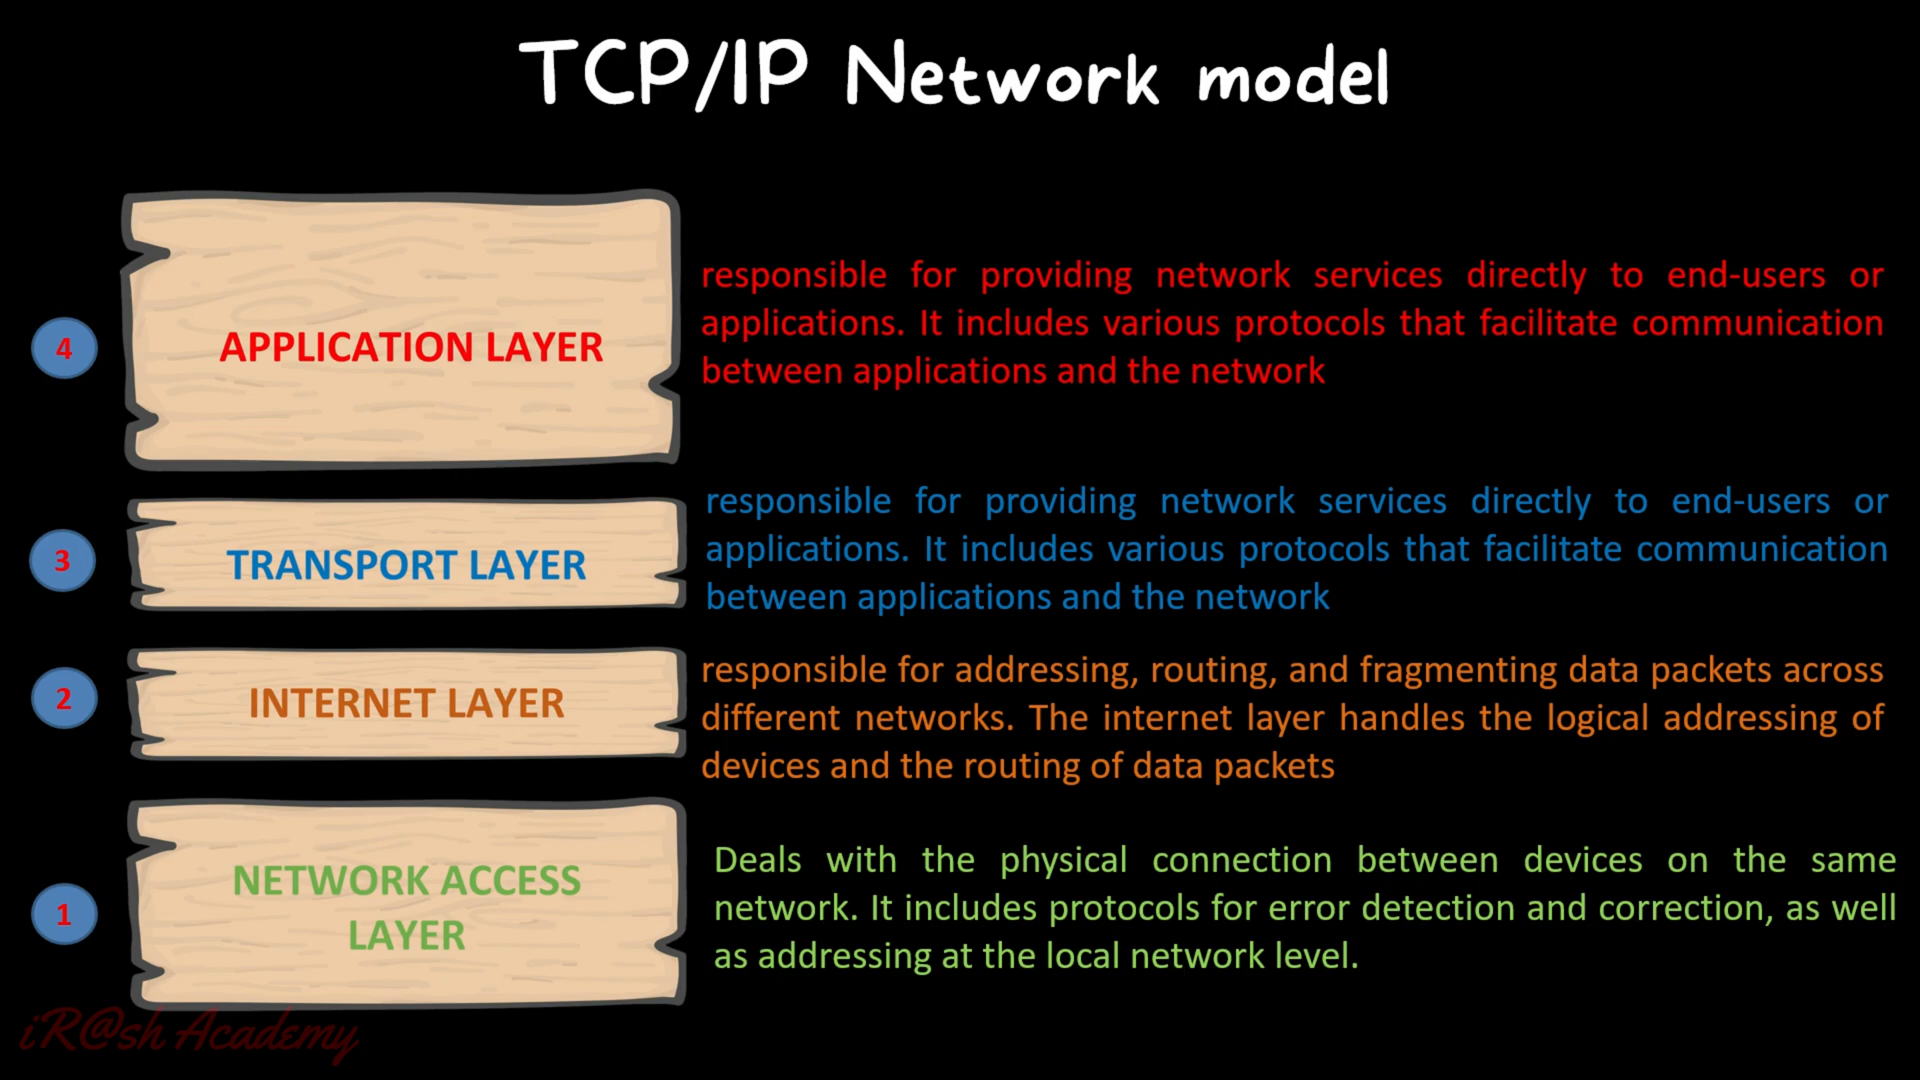 TCP/IP Network model
4
APPLICATION LAYER
responsible for providing network services directly to end-users or
applications. It includes various protocols that facilitate communication
between applications and the network
3
TRANSPORT LAYER
responsible for providing network services directly to end-users or
applications. It includes various protocols that facilitate communication
between applications and the network
2
INTERNET LAYER
responsible for addressing, routing, and fragmenting data packets across
different networks. The internet layer handles the logical addressing of
devices and the routing of data packets
1
NETWORK ACCESS
LAYER
Deals with the physical connection between devices on the same
network. It includes protocols for error detection and correction, as well
as addressing at the local network level.
iR@sh Academy